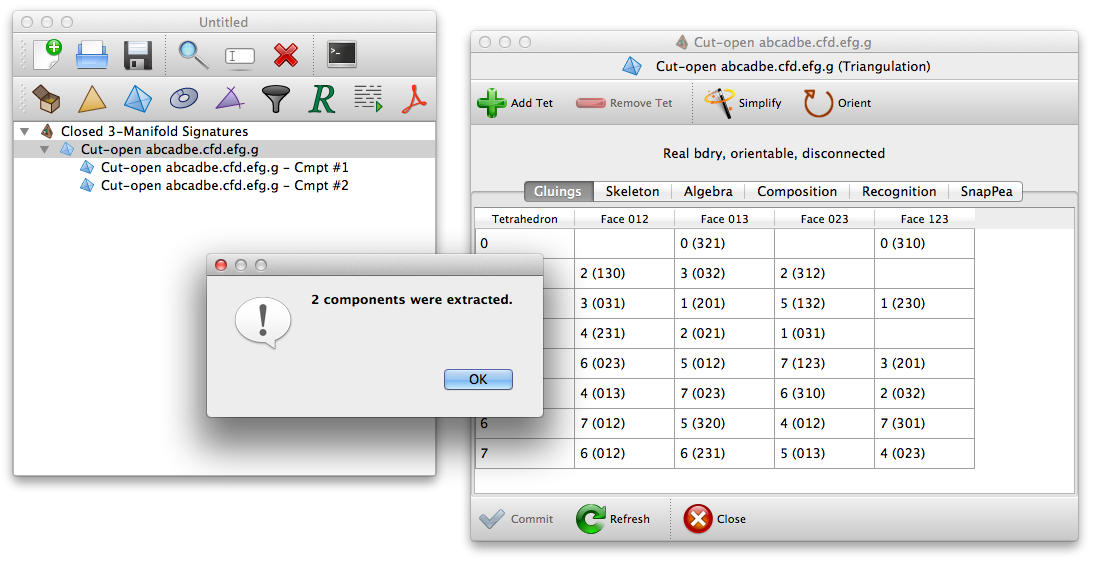 Untitled
Closed 3-Manifold Signatures
Cut-open abcadbe.cfd.efg.g
Cut-open abcadbe.cfd.efg.g – Cmpt #1
Cut-open abcadbe.cfd.efg.g – Cmpt #2
2 components were extracted.
OK
Cut-open abcadbe.cfd.efg.g
Cut-open abcadbe.cfd.efg.g (Triangulation)
Add Tet Remove Tet Simplify Orient
Real bdry, orientable, disconnected
Gluings Skeleton Algebra Composition Recognition SnapPea
Tetrahedron Face 012 Face 013 Face 023 Face 123
0 0 (321) 0 (310)
2 (130) 3 (032) 2 (312)
3 (031) 1 (201) 5 (132) 1 (230)
4 (231) 2 (021) 1 (031)
6 (023) 5 (012) 7 (123) 3 (201)
4 (013) 7 (023) 6 (310) 2 (032)
6 7 (012) 5 (320) 4 (012) 7 (301)
7 6 (012) 6 (231) 5 (013) 4 (023)
Commit Refresh Close